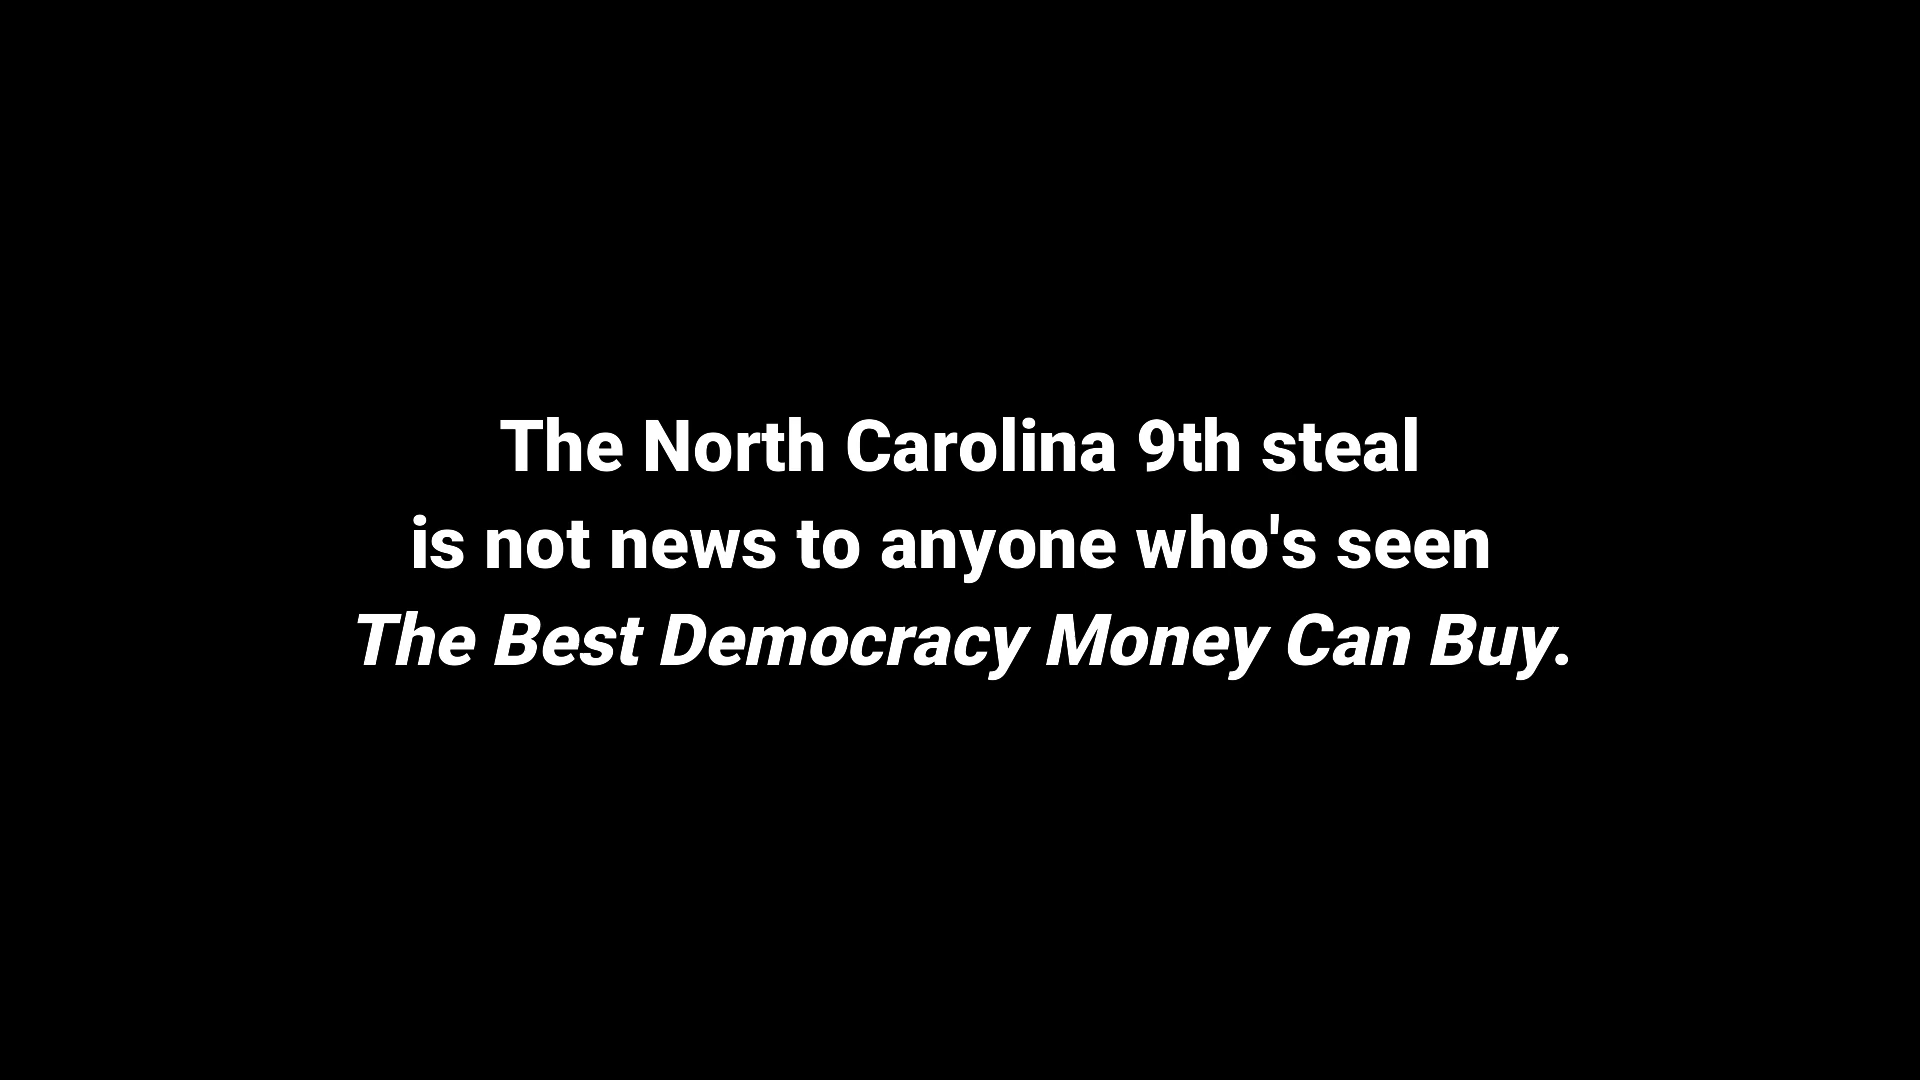 The North Carolina 9th steal
is not news to anyone who's seen
The Best Democracy Money Can Buy.